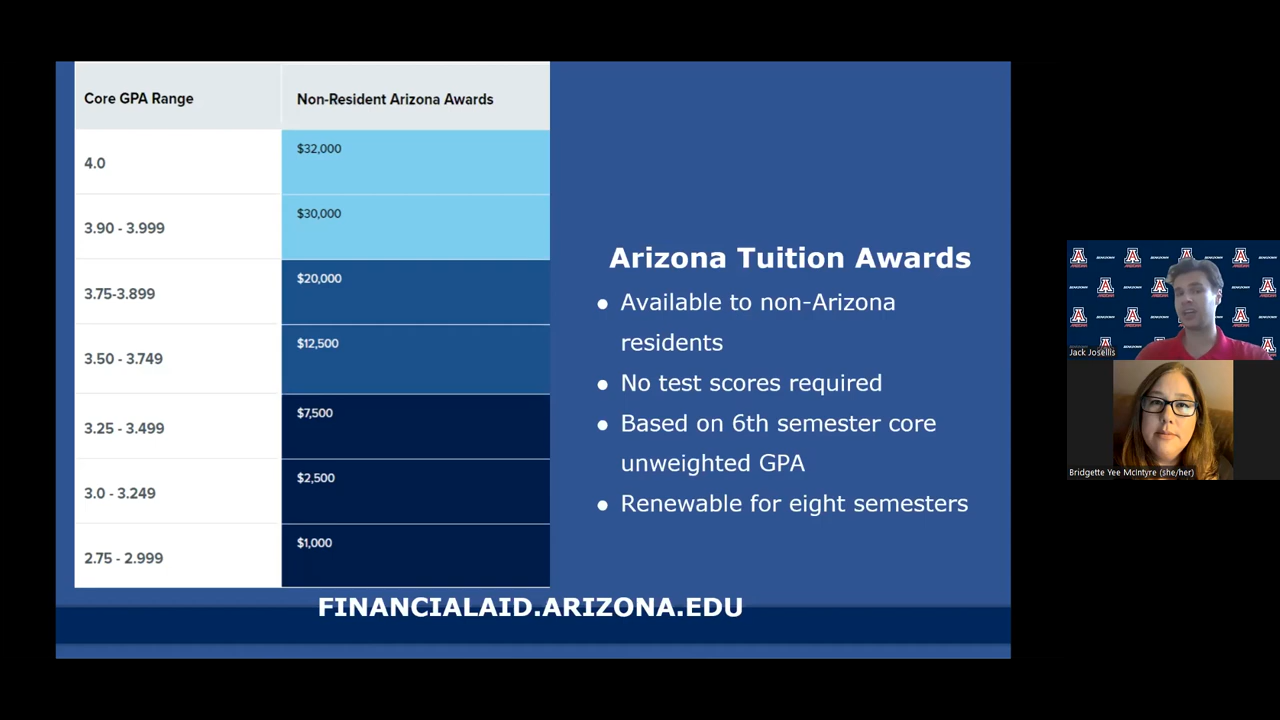 Core GPA Range Non-Resident Arizona Awards
4.0 $32,000
3.90 - 3.999 $30,000
3.75-3.899 $20,000
3.50 - 3.749 $12,500
3.25 - 3.499 $7,500
3.0 - 3.249 $2,500
2.75 - 2.999 $1,000
Arizona Tuition Awards
● Available to non-Arizona
residents
● No test scores required
● Based on 6th semester core
unweighted GPA
● Renewable for eight semesters
FINANCIALAID.ARIZONA.EDU
Jack Josellis
Bridgette Yee McIntyre (she/her)